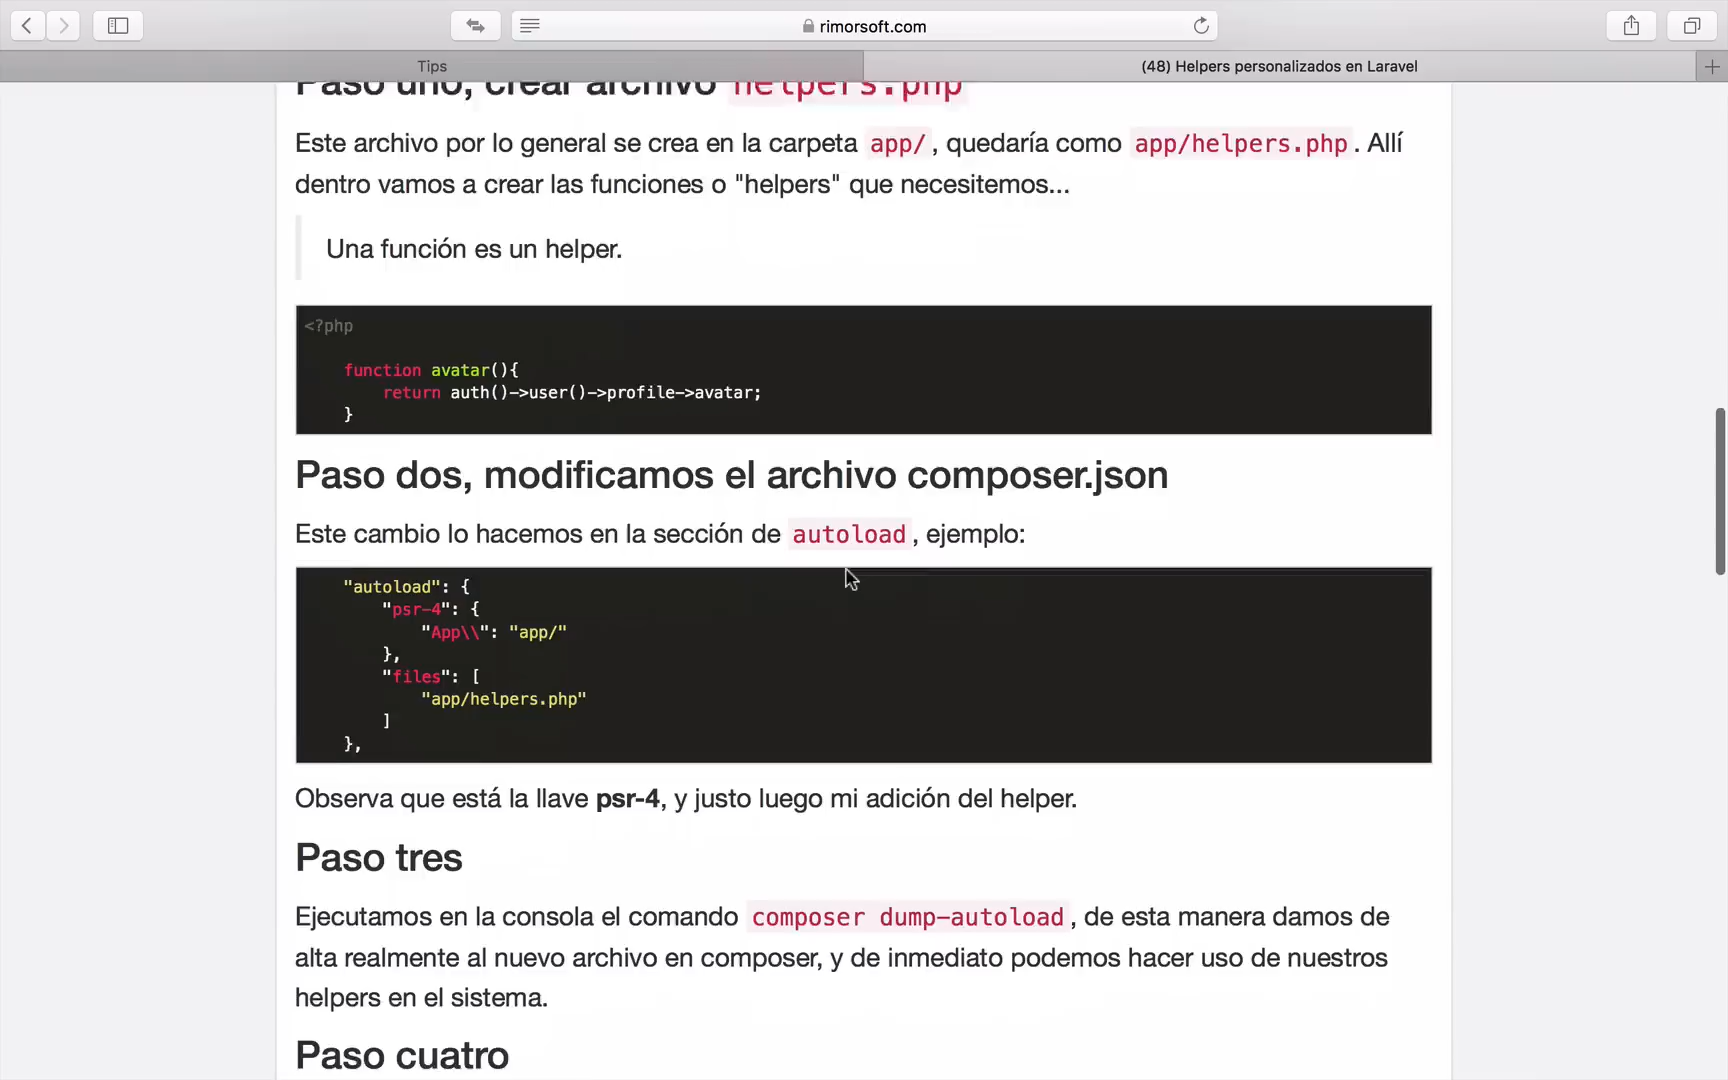 rimorsoft.com
Tips
(48) Helpers personalizados en Laravel
Paso uno, crear archivo helpers.php
Este archivo por lo general se crea en la carpeta app/, quedaría como app/helpers.php. Allí
dentro vamos a crear las funciones o "helpers" que necesitemos...
Una función es un helper.
<?php
function avatar(){
return auth()->user()->profile->avatar;
}
Paso dos, modificamos el archivo composer.json
Este cambio lo hacemos en la sección de autoload, ejemplo:
"autoload": {
"psr-4": {
"App\\": "app/"
},
"files": [
"app/helpers.php"
]
},
Observa que está la llave psr-4, y justo luego mi adición del helper.
Paso tres
Ejecutamos en la consola el comando composer dump-autoload, de esta manera damos de
alta realmente al nuevo archivo en composer, y de inmediato podemos hacer uso de nuestros
helpers en el sistema.
Paso cuatro